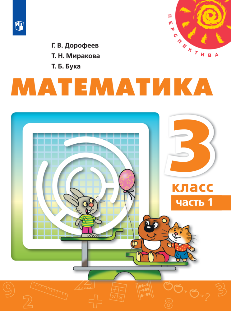 ПЕРСПЕКТИВА
Г. В. Дорофеев
Т. Н. Миракова
Т. Б. Бука
МАТЕМАТИКА
3
класс
часть 1